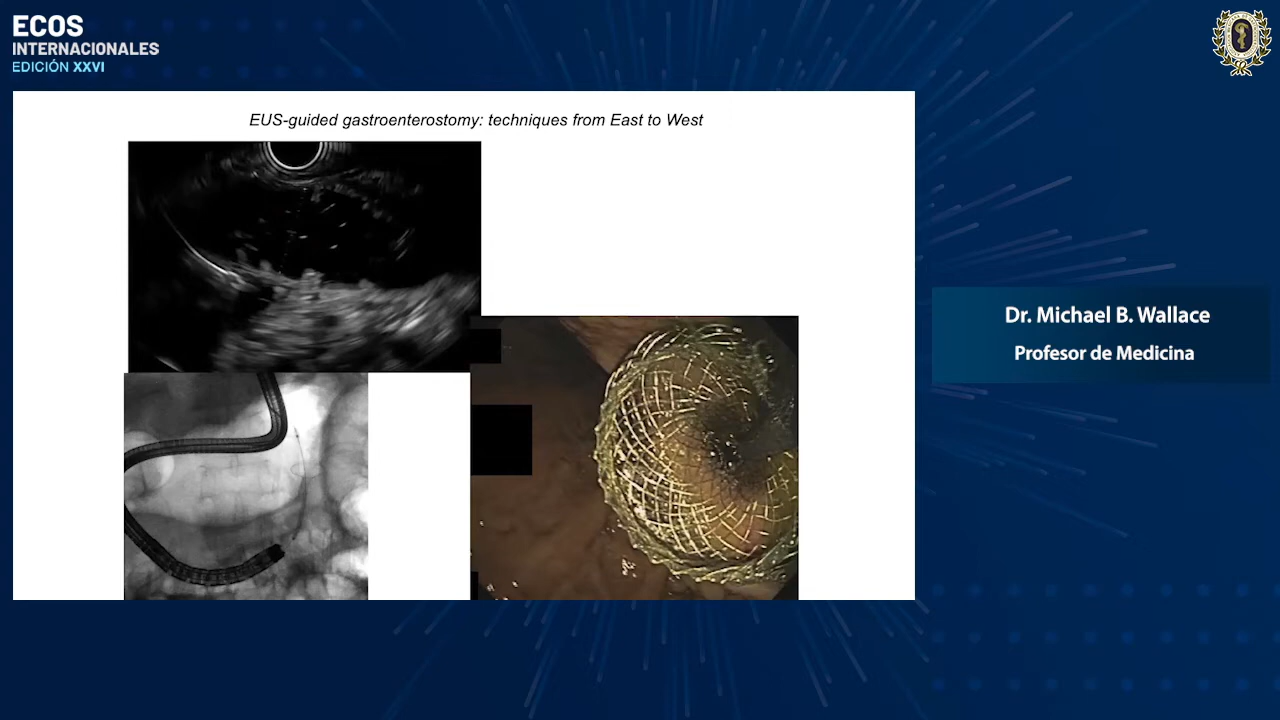 ECOS
INTERNACIONALES
EDICIÓN XXVI
EUS-guided gastroenterostomy: techniques from East to West
Dr. Michael B. Wallace
Profesor de Medicina